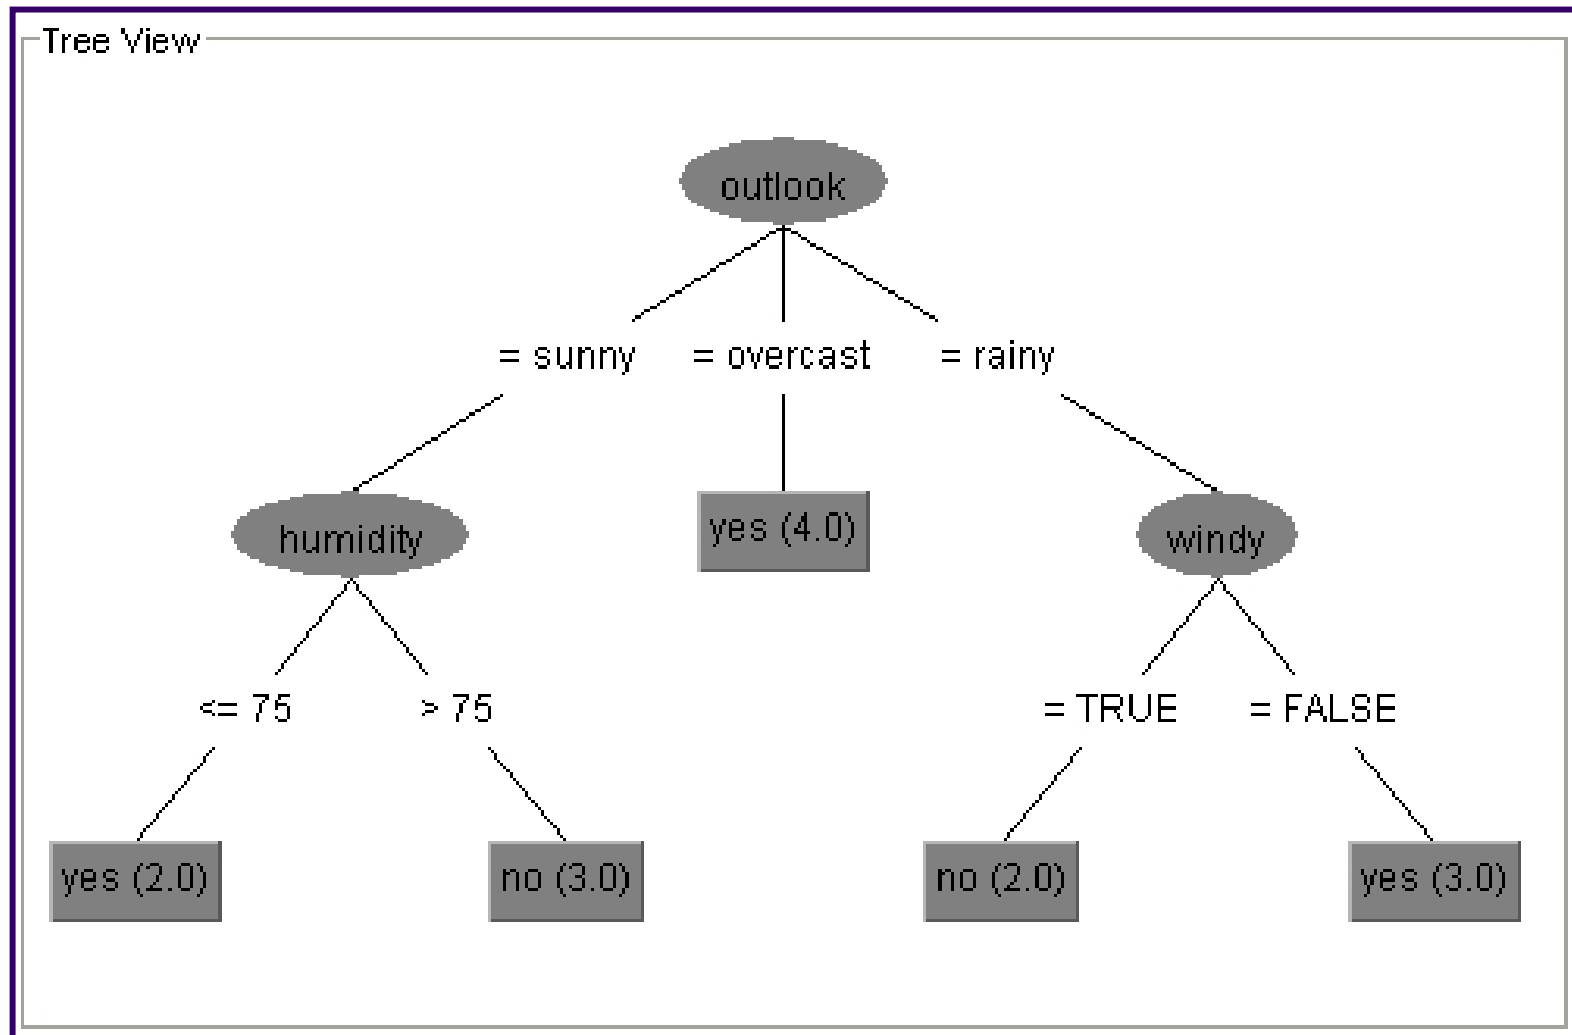 Tree View
outlook
= sunny = overcast = rainy
humidity yes (4.0) windy
<= 75 > 75 = TRUE = FALSE
yes (2.0) no (3.0) no (2.0) yes (3.0)